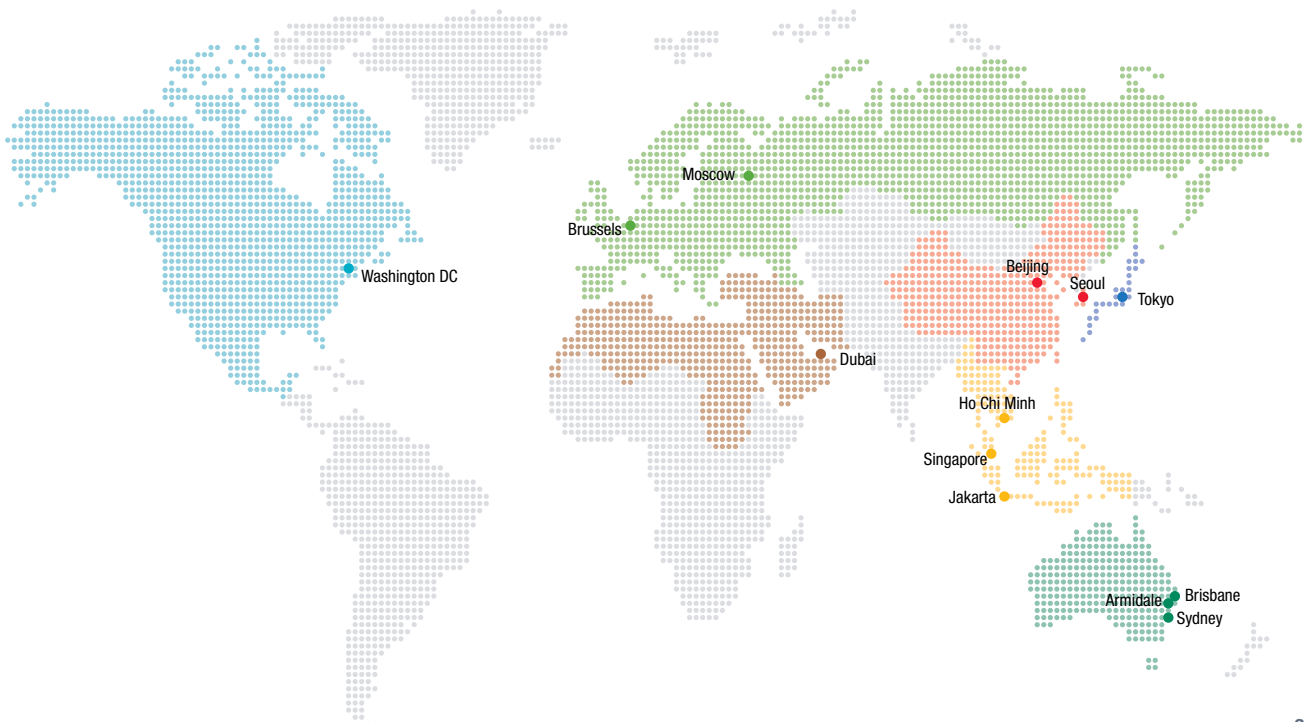 Moscow
Brussels
Washington DC
Beijing
Seoul
Tokyo
Dubai
Ho Chi Minh
Singapore
Jakarta
Brisbane
Armidale
Sydney